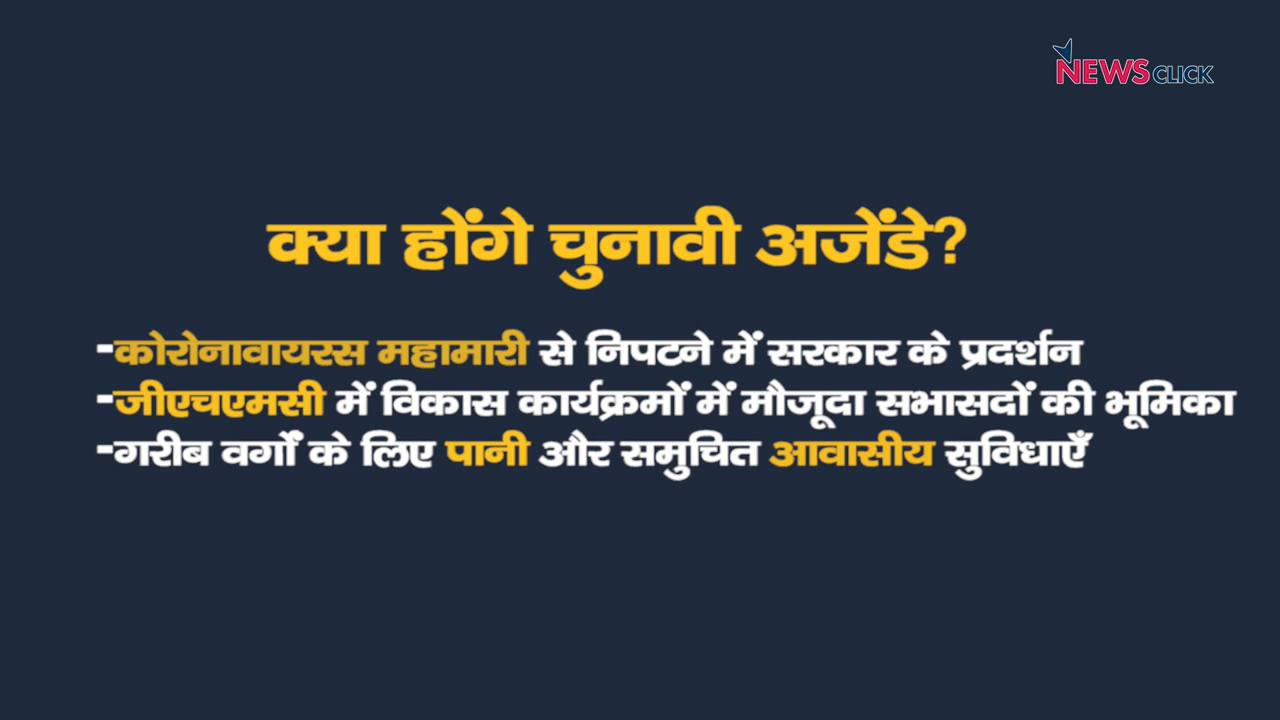 NEWSCLICK
क्या होंगे चुनावी अजेंडे?
-कोरोनावायरस महामारी से निपटने में सरकार के प्रदर्शन
-जीएचएमसी में विकास कार्यक्रमों में मौजूदा सभासदों की भूमिका
-गरीब वर्गों के लिए पानी और समुचित आवासीय सुविधाएँ